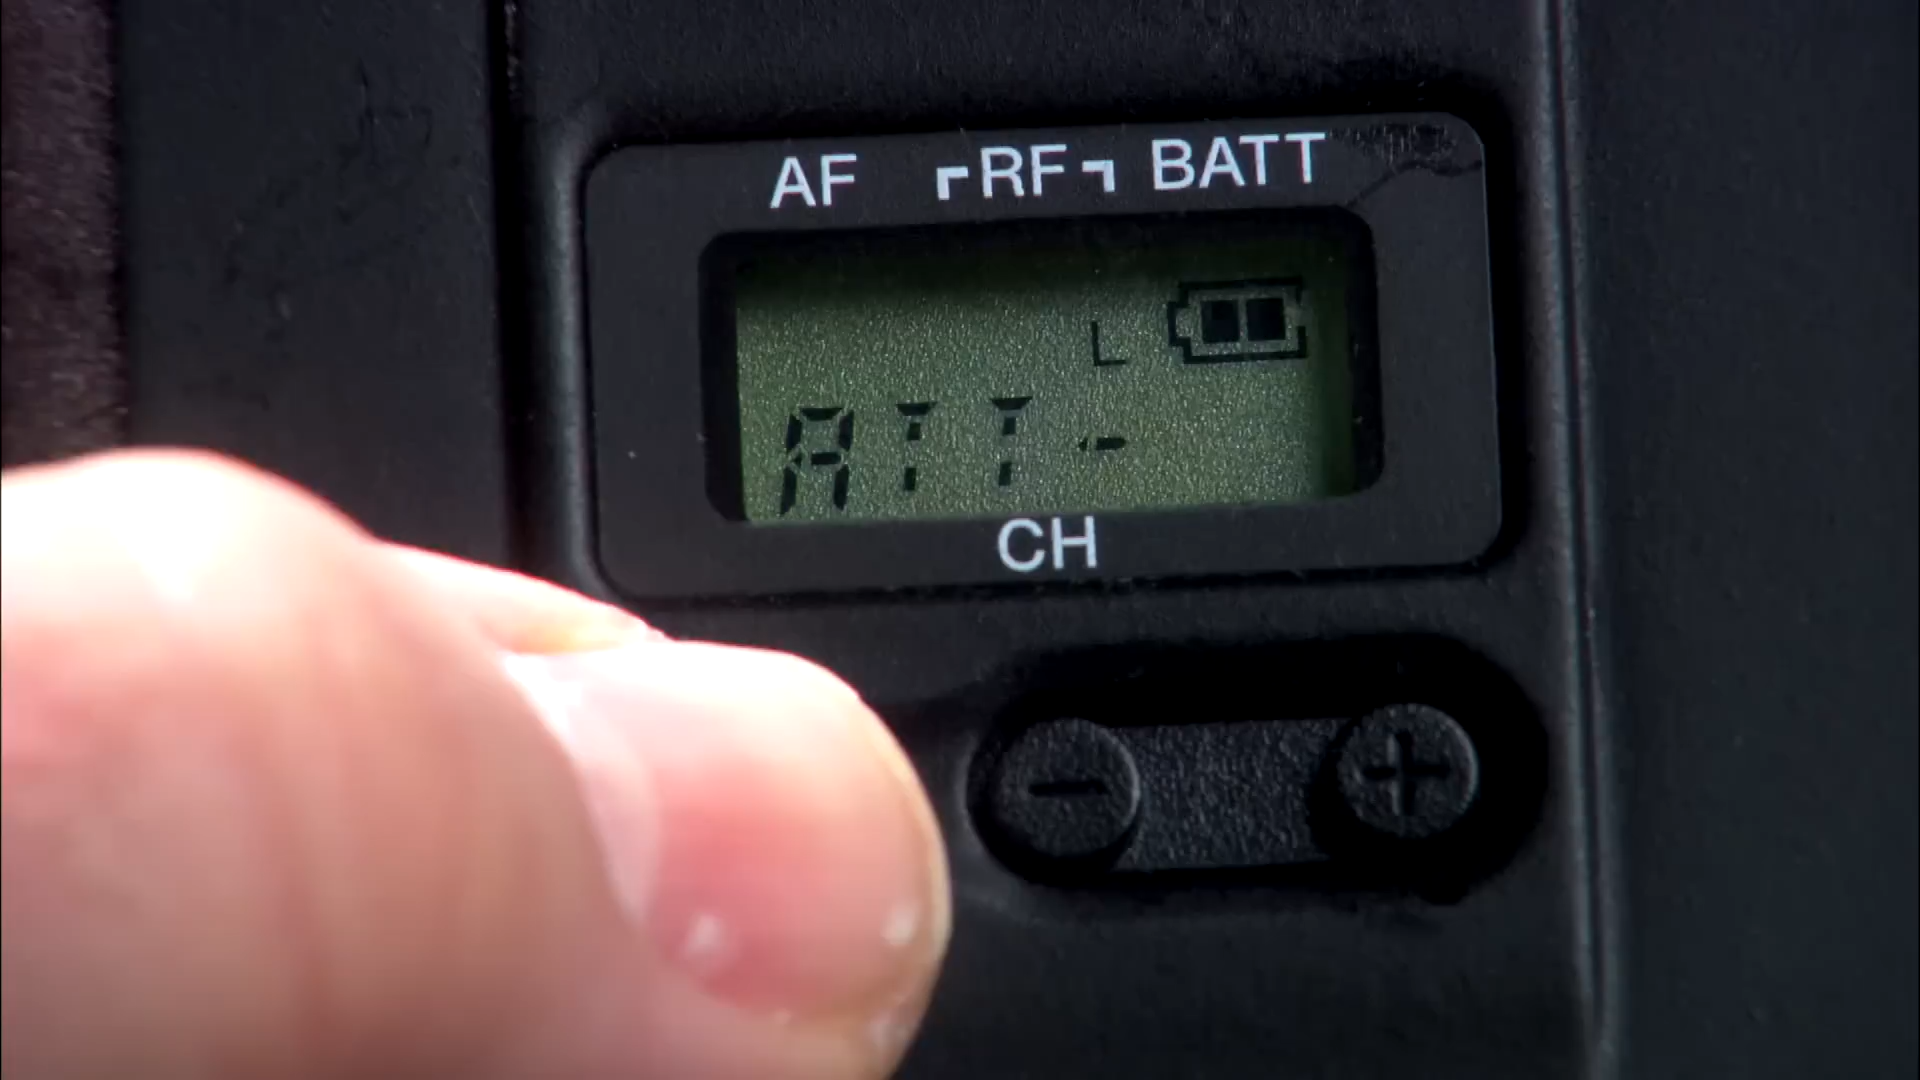 AF ┏RF┓ BATT
L
ATT-
CH
- +